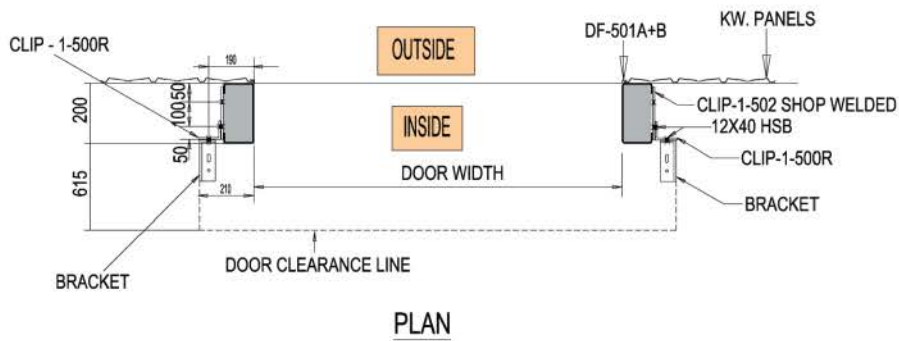 KW. PANELS
CLIP - 1-500R
OUTSIDE
DF-501A+B
190
200
50
100
CLIP-1-502 SHOP WELDED
INSIDE
12X40 HSB
50
CLIP-1-500R
DOOR WIDTH
615
210
BRACKET
DOOR CLEARANCE LINE
BRACKET
PLAN